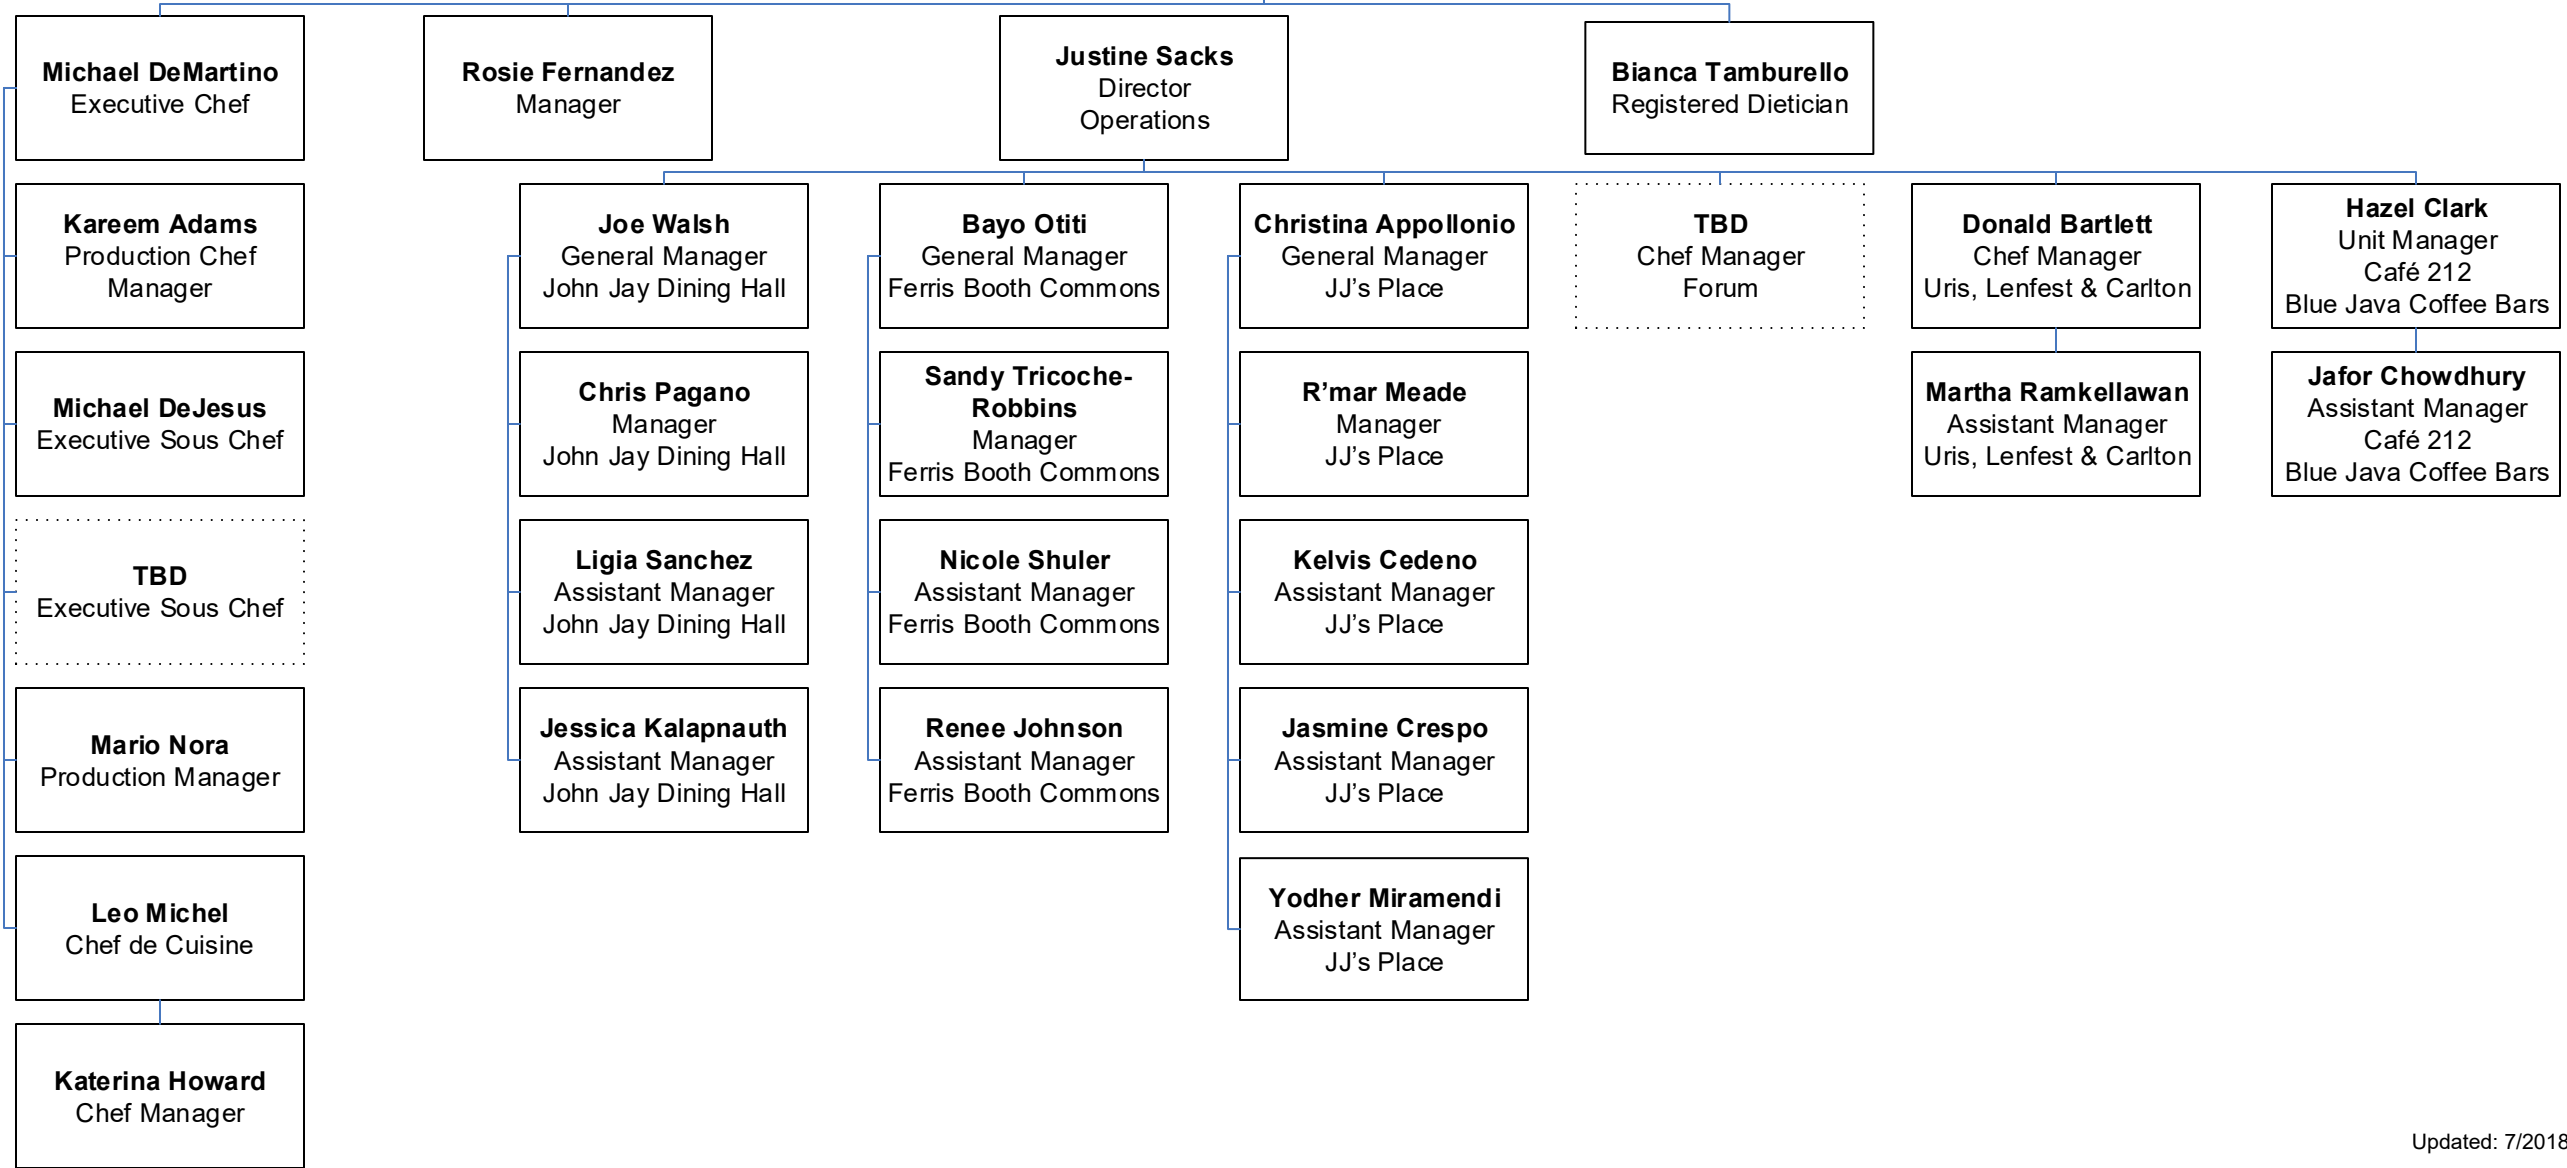 Michael DeMartino
Executive Chef
Rosie Fernandez
Manager
Justine Sacks
Director
Operations
Bianca Tamburello
Registered Dietician
Kareem Adams
Production Chef
Manager
Joe Walsh
General Manager
John Jay Dining Hall
Bayo Otiti
General Manager
Ferris Booth Commons
Christina Appollonio
General Manager
JJ’s Place
TBD
Chef Manager
Forum
Donald Bartlett
Chef Manager
Uris, Lenfest & Carlton
Hazel Clark
Unit Manager
Café 212
Blue Java Coffee Bars
Michael DeJesus
Executive Sous Chef
Chris Pagano
Manager
John Jay Dining Hall
Sandy Tricoche-
Robbins
Manager
Ferris Booth Commons
R’mar Meade
Manager
JJ’s Place
Martha Ramkellawan
Assistant Manager
Uris, Lenfest & Carlton
Jafor Chowdhury
Assistant Manager
Café 212
Blue Java Coffee Bars
TBD
Executive Sous Chef
Ligia Sanchez
Assistant Manager
John Jay Dining Hall
Nicole Shuler
Assistant Manager
Ferris Booth Commons
Kelvis Cedeno
Assistant Manager
JJ’s Place
Mario Nora
Production Manager
Jessica Kalapnauth
Assistant Manager
John Jay Dining Hall
Renee Johnson
Assistant Manager
Ferris Booth Commons
Jasmine Crespo
Assistant Manager
JJ’s Place
Leo Michel
Chef de Cuisine
Yodher Miramendi
Assistant Manager
JJ’s Place
Katerina Howard
Chef Manager
Updated: 7/2018